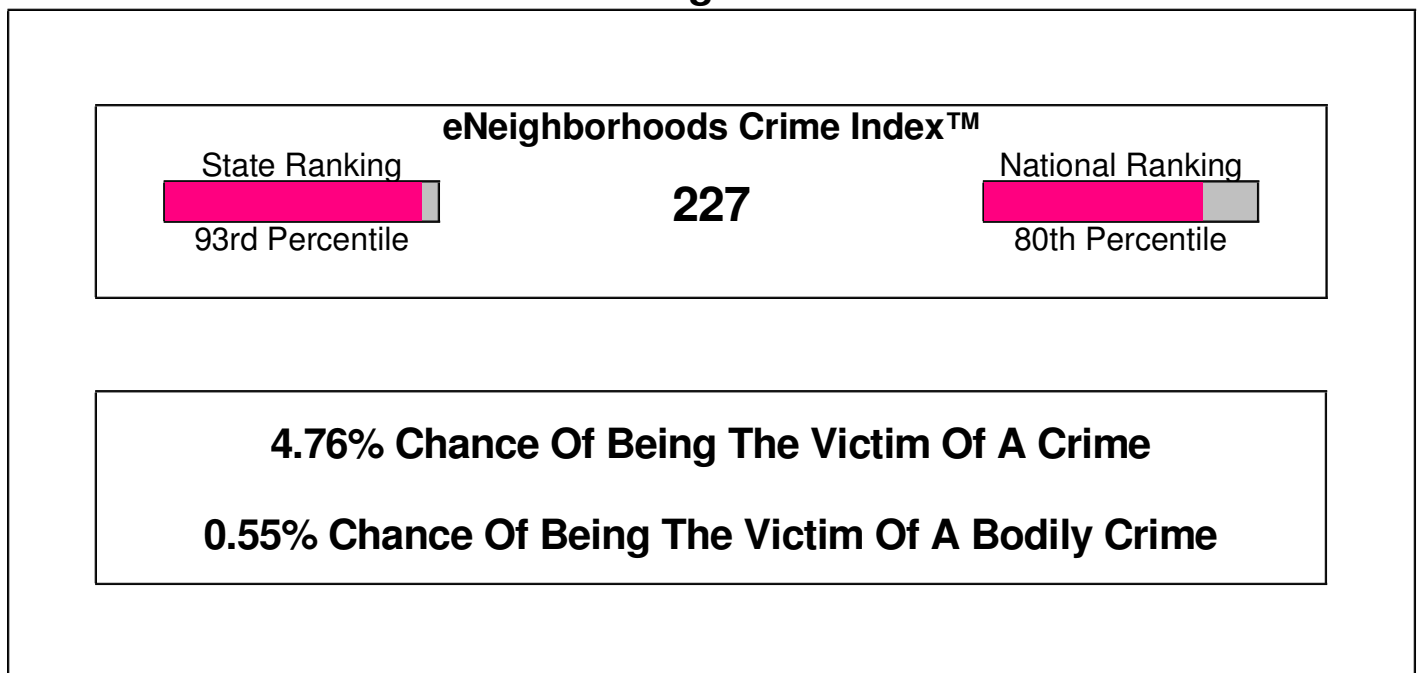 eNeighborhoods Crime Index™
State Ranking
National Ranking
227
93rd Percentile
80th Percentile
4.76% Chance Of Being The Victim Of A Crime
0.55% Chance Of Being The Victim Of A Bodily Crime